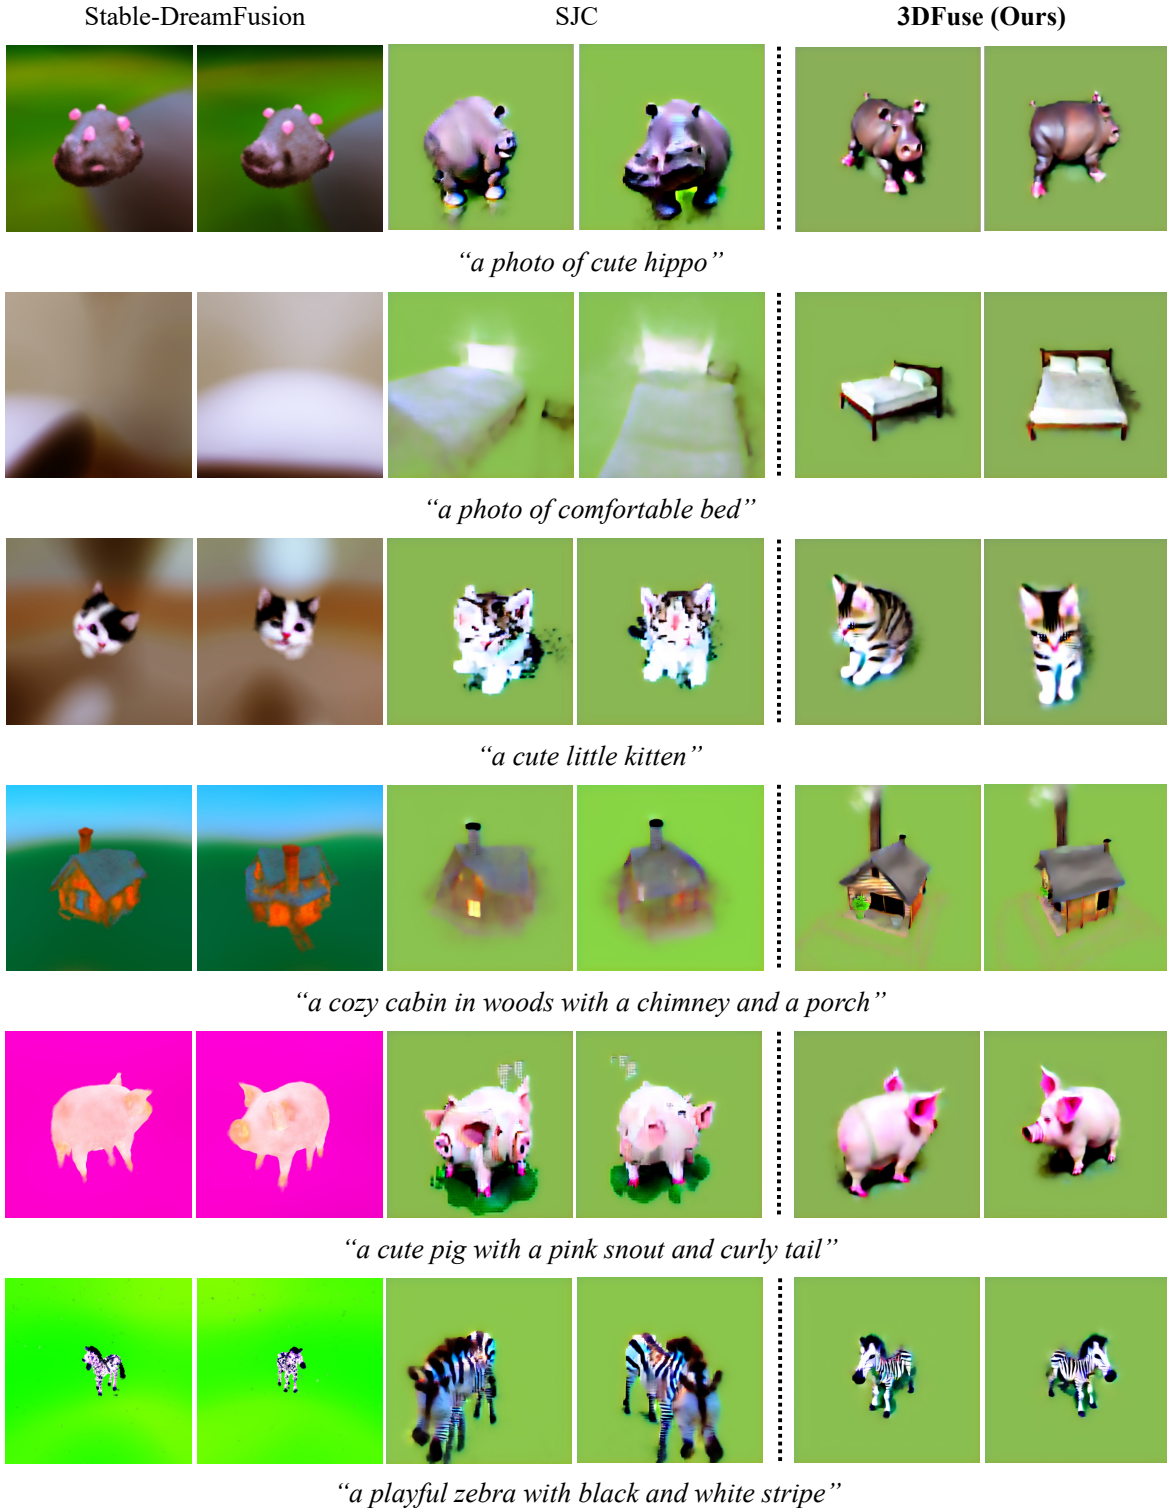 Stable-DreamFusion SJC 3DFuse (Ours)
“a photo of cute hippo”
“a photo of comfortable bed”
“a cute little kitten”
“a cozy cabin in woods with a chimney and a porch”
“a cute pig with a pink snout and curly tail”
“a playful zebra with black and white stripe”